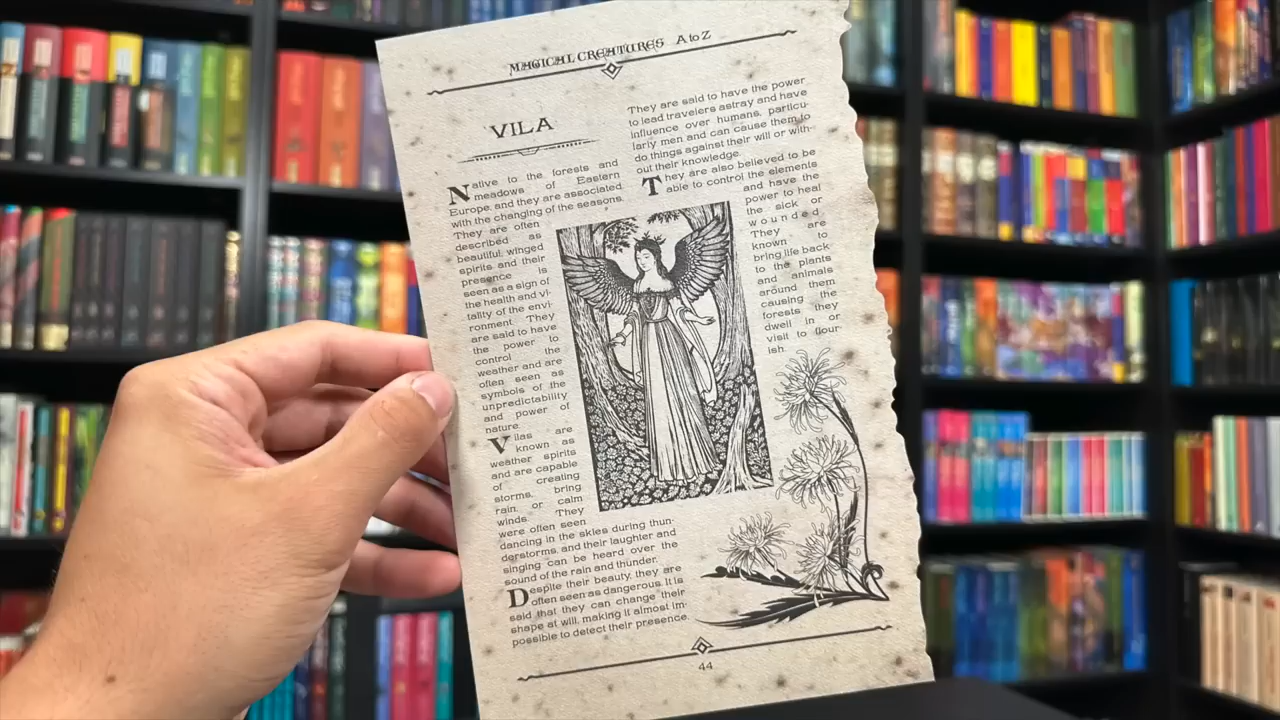 MAGICAL CREATURES A to Z
VILA
Native to the forests and
meadows of Eastern
Europe, and they are associated
with the changing of the seasons.
They are often
described as
beautiful, winged
spirits and their
presence is
seen as a sign of
the health and vi-
tality of the envi-
ronment. They
are said to have
the power to
control the
weather and are
often seen as
symbols of the
unpredictability
and power of
nature.
Vilas are
known as
weather spirits
and are capable
of creating
storms, bring
rain, or calm
winds. They
were often seen
dancing in the skies during thun-
derstorms, and their laughter and
singing can be heard over the
sound of the rain and thunder.
Despite their beauty, they are
often seen as dangerous. It is
said that they can change their
shape at will, making it almost im-
possible to detect their presence.
They are said to have the power
to lead travelers astray and have
influence over humans, particu-
larly men and can cause them to
do things against their will or with-
out their knowledge.
They are also believed to be
able to control the elements
and have the
power to heal
the sick or
wounded.
They are
known to
bring life back
to the plants
and animals
around them
causing the
forests they
dwell in or
visit to flour-
ish.
44